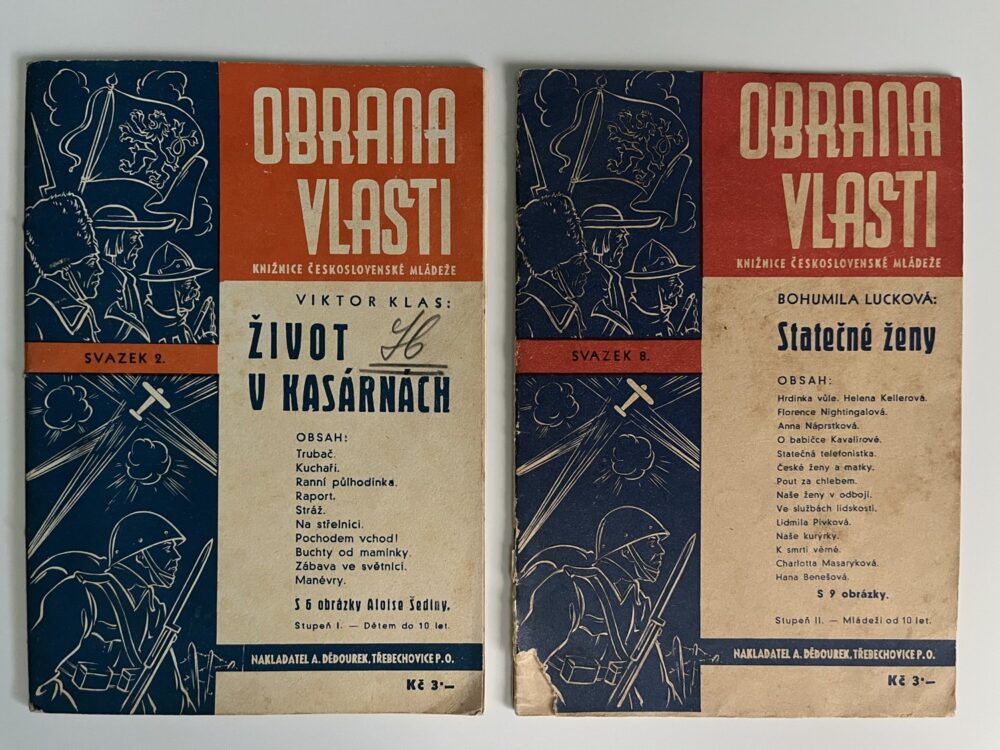 OBRANA
VLASTI
KNIŽNICE ČESKOSLOVENSKÉ MLÁDEŽE
VIKTOR KLAS:
ŽIVOT
V KASÁRNÁCH
SVAZEK 2.
OBSAH:
Trubač.
Kuchaři.
Ranní půlhodinka.
Raport.
Stráž.
Na střelnici.
Pochodem vchod!
Buchty od maminky.
Zábava ve světnici.
Manévry.
S 6 obrázky Aloise Šediny.
Stupeň I. — Dětem do 10 let.
NAKLADATEL A. DĚDOUREK, TŘEBECHOVICE P. O.
Kč 3·—
OBRANA
VLASTI
KNIŽNICE ČESKOSLOVENSKÉ MLÁDEŽE
BOHUMILA LUCKOVÁ:
Statečné ženy
SVAZEK 8.
OBSAH:
Hrdinka vůle. Helena Kellerová.
Florence Nightingalová.
Anna Náprstková.
O babičce Kavalírové.
Statečná telefonistka.
České ženy a matky.
Pout za chlebem.
Naše ženy v odboji.
Ve službách lidskosti.
Lidmila Pivková.
Naše kurýrky.
K smrti věrné.
Charlotta Masaryková.
Hana Benešová.
S 9 obrázky.
Stupeň II. — Mládeži od 10 let.
NAKLADATEL A. DĚDOUREK, TŘEBECHOVICE P. O.
Kč 3·—